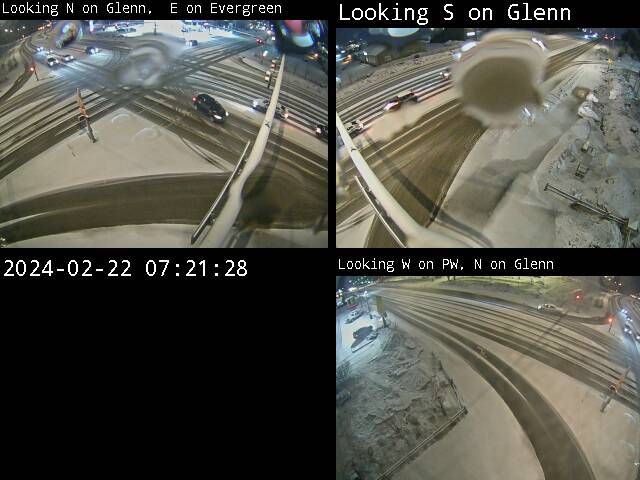 Looking N on Glenn,  E on Evergreen
Looking S on Glenn
2024-02-22 07:21:28
Looking W on PW, N on Glenn